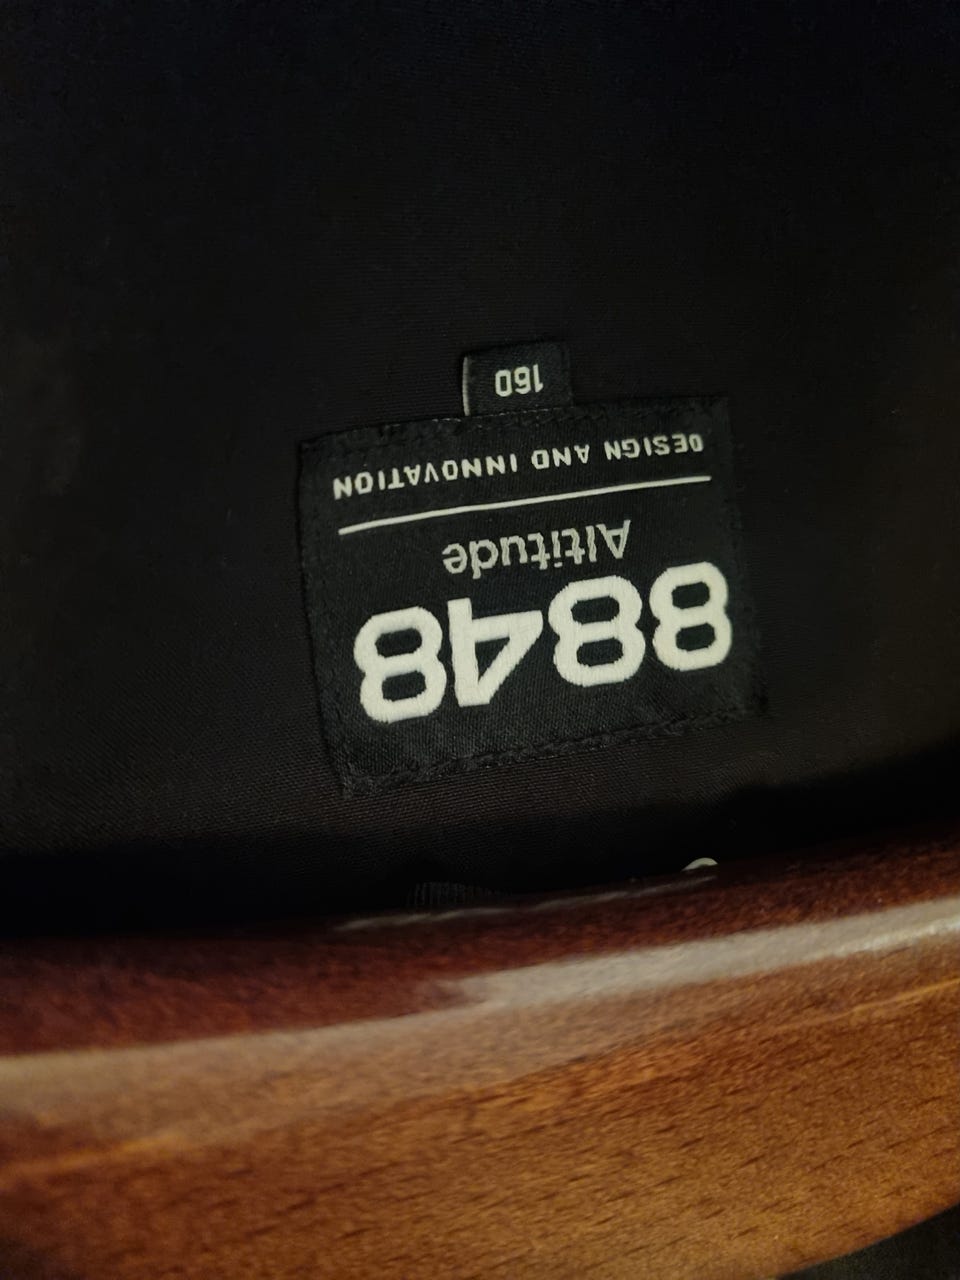 8848
Altitude
DESIGN AND INNOVATION
160